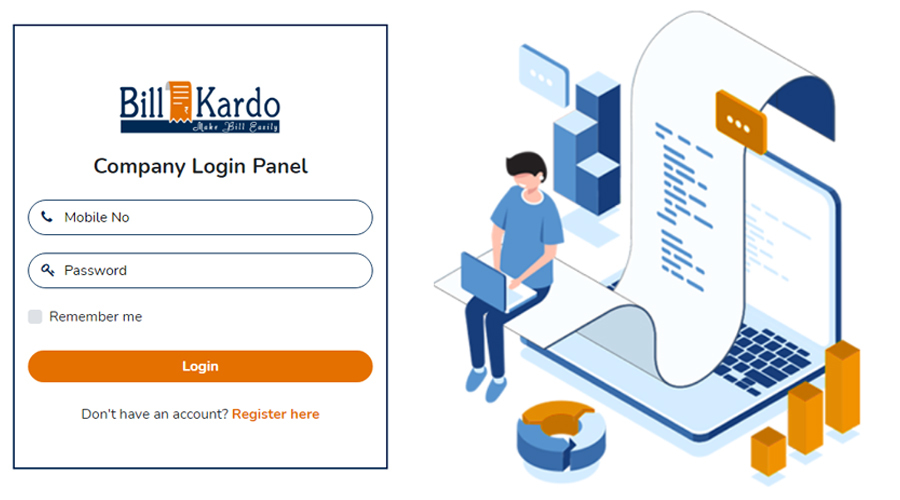 Bill Kardo
Make Bill Easily
Company Login Panel
Mobile No
Password
Remember me
Login
Don't have an account? Register here